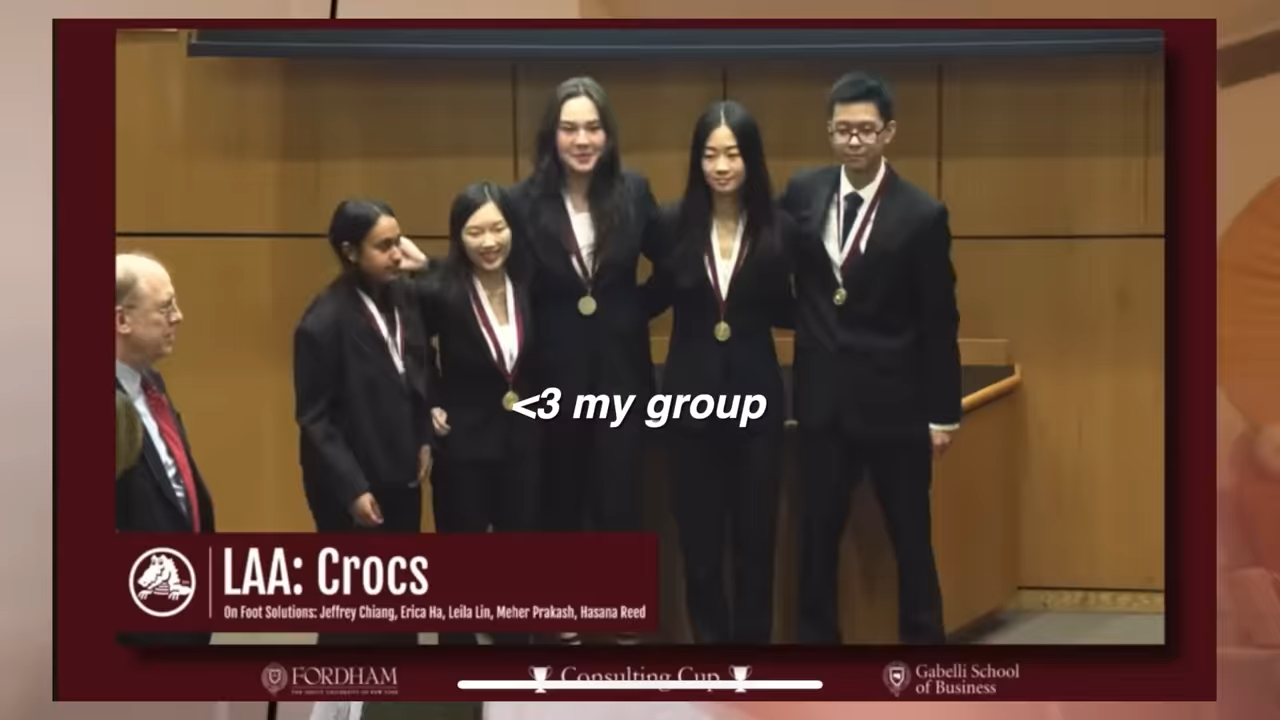 <3 my group
LAA: Crocs
On Foot Solutions: Jeffrey Chiang, Erica Ha, Leila Lin, Meher Prakash, Hasana Reed
FORDHAM
Consulting Cup
Gabelli School
of Business